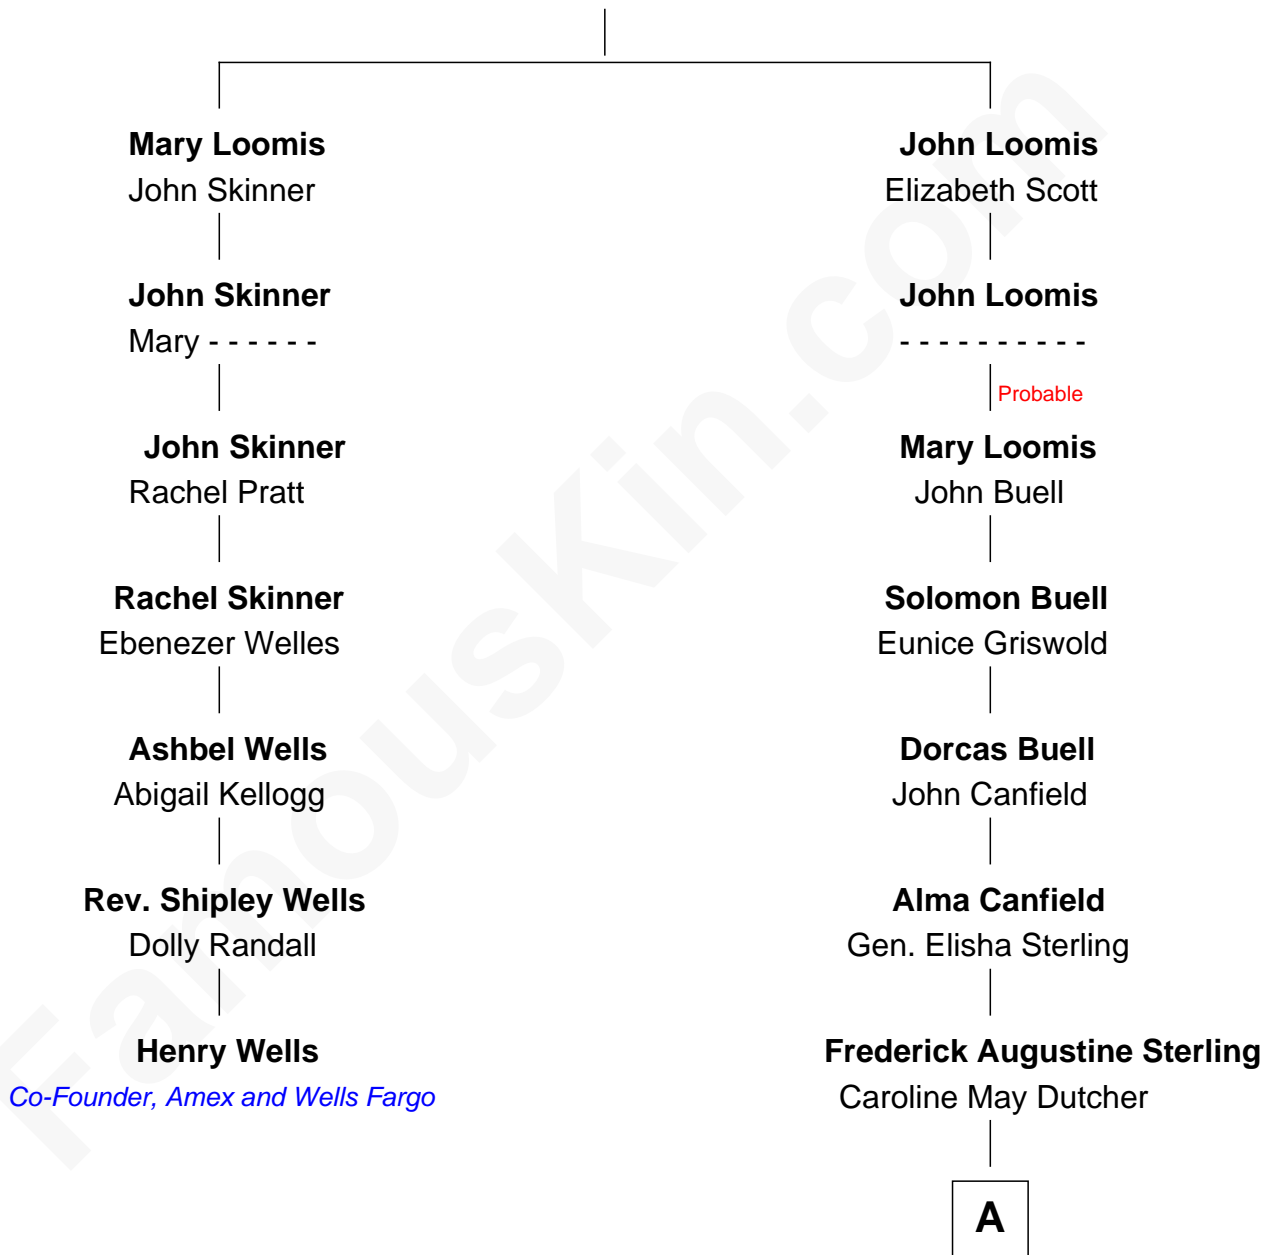 Mary Loomis
John Skinner
John Loomis
Elizabeth Scott
John Skinner
Mary - - - - - -
John Loomis
- - - - - - - - - -
Probable
John Skinner
Rachel Pratt
Mary Loomis
John Buell
Rachel Skinner
Ebenezer Welles
Solomon Buell
Eunice Griswold
Ashbel Wells
Abigail Kellogg
Dorcas Buell
John Canfield
Rev. Shipley Wells
Dolly Randall
Alma Canfield
Gen. Elisha Sterling
Henry Wells
Co-Founder, Amex and Wells Fargo
Frederick Augustine Sterling
Caroline May Dutcher
A
FamousKin.com